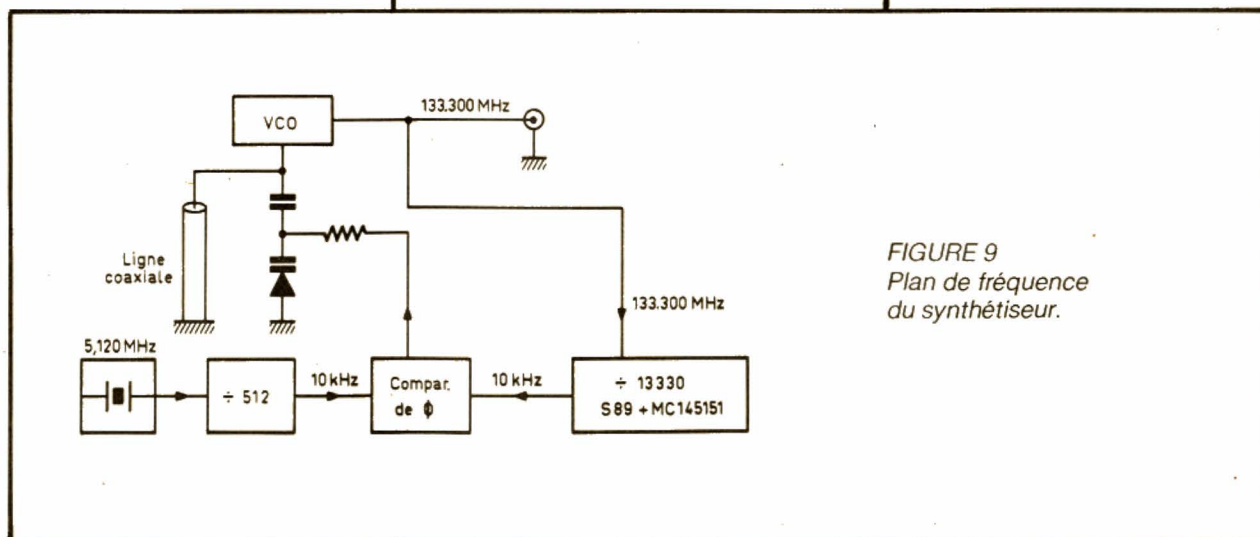 133.300 MHz
VCO
Ligne
coaxiale
133.300 MHz
5,120 MHz
÷ 512
10 kHz
Compar.
de ϕ
10 kHz
÷ 13330
S89 + MC145151
FIGURE 9
Plan de fréquence
du synthétiseur.